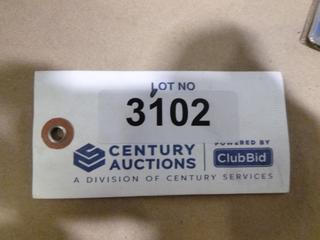 LOT NO
3102
CENTURY AUCTIONS
POWERED BY
ClubBid
A DIVISION OF CENTURY SERVICES